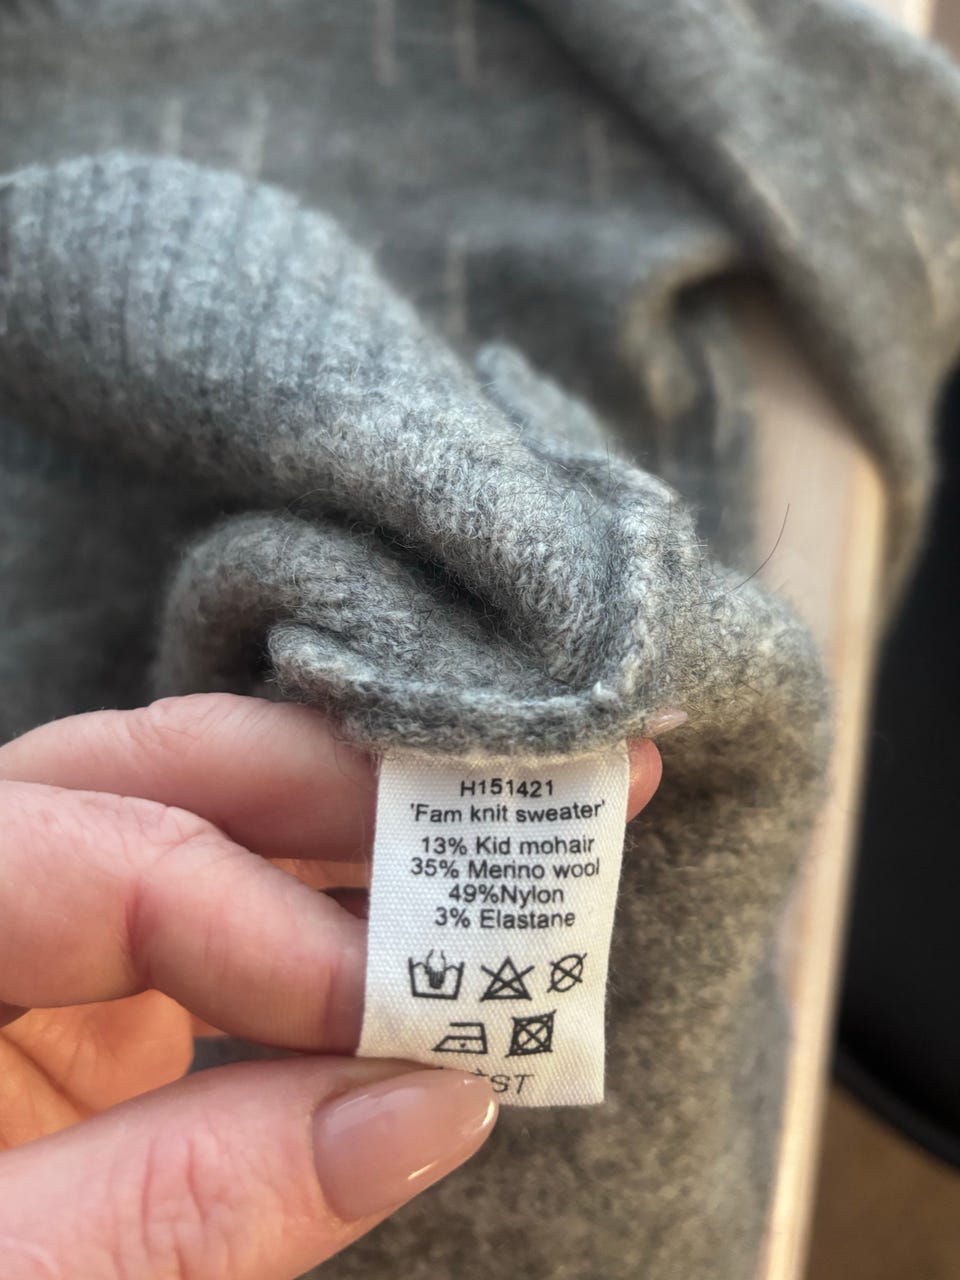 H151421
'Fam knit sweater'
13% Kid mohair
35% Merino wool
49%Nylon
3% Elastane